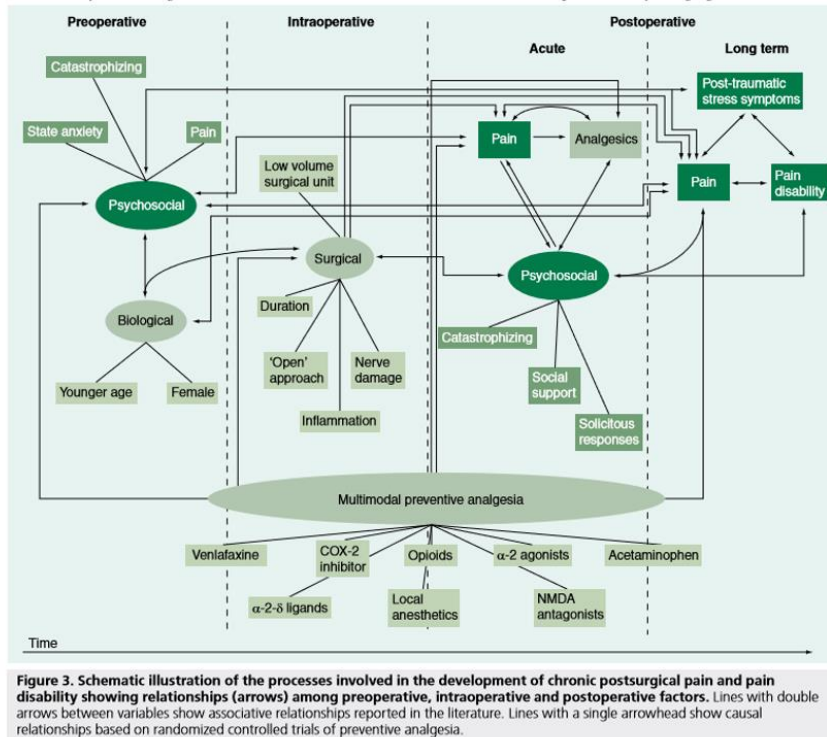 Preoperative
Intraoperative
Postoperative
Acute
Long term
Catastrophizing
State anxiety
Pain
Psychosocial
Biological
Younger age
Female
Low volume
surgical unit
Surgical
Duration
'Open'
approach
Nerve
damage
Inflammation
Pain
Analgesics
Psychosocial
Catastrophizing
Social
support
Solicitous
responses
Post-traumatic
stress symptoms
Pain
Pain
disability
Multimodal preventive analgesia
Venlafaxine
COX-2
inhibitor
Opioids
α-2 agonists
Acetaminophen
α-2-δ ligands
Local
anesthetics
NMDA
antagonists
Time
Figure 3. Schematic illustration of the processes involved in the development of chronic postsurgical pain and pain
disability showing relationships (arrows) among preoperative, intraoperative and postoperative factors. Lines with double
arrows between variables show associative relationships reported in the literature. Lines with a single arrowhead show causal
relationships based on randomized controlled trials of preventive analgesia.